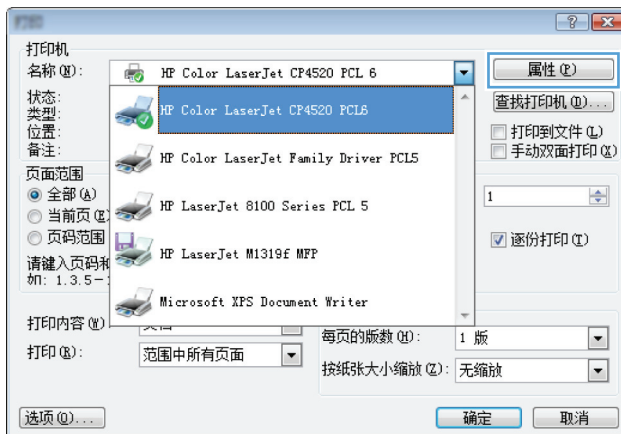 打印机
名称(N): HP Color LaserJet CP4520 PCL 6 属性(P)
状态: HP Color LaserJet CP4520 PCL6 查找打印机(D)...
类型:
位置: 打印到文件(L)
备注: HP Color LaserJet Family Driver PCL5 手动双面打印(X)
页面范围
全部(A) HP LaserJet 8100 Series PCL 5 1
当前页(E)
页码范围 HP LaserJet M1319f MFP 逐份打印(T)
请键入页码和
如: 1.3.5-
Microsoft XPS Document Writer
打印内容(W)
每页的版数(H): 1 版
打印(R): 范围中所有页面
按纸张大小缩放(Z): 无缩放
选项(O)... 确定 取消